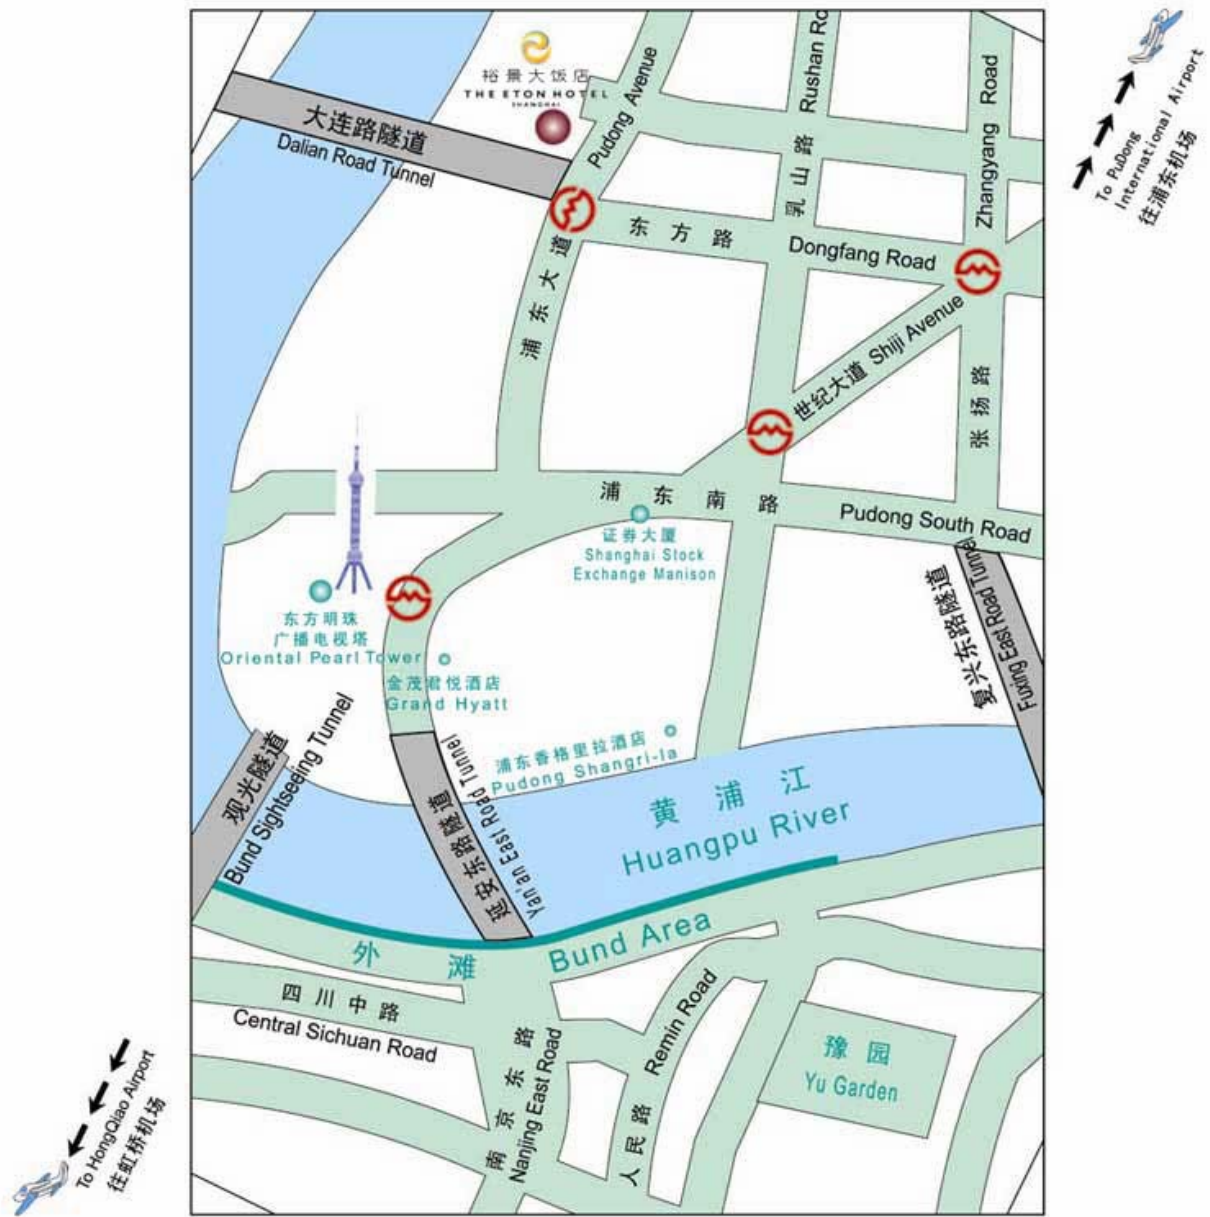 裕景大饭店
THE ETON HOTEL
SHANGHAI
Pudong Avenue
Rushan Ro
Zhangyang Road
To PuDong
International Airport
往浦东机场
大连路隧道
Dalian Road Tunnel
乳山路
东方路
Dongfang Road
浦东大道
世纪大道 Shiji Avenue
张扬路
浦东南路
Pudong South Road
证券大厦
Shanghai Stock
Exchange Manison
东方明珠
广播电视塔
Oriental Pearl Tower
金茂君悦酒店
Grand Hyatt
复兴东路隧道
Fuxing East Road Tunnel
观光隧道
Bund Sightseeing Tunnel
浦东香格里拉酒店
Pudong Shangri-la
延安东路隧道
Yan'an East Road Tunnel
黄浦江
Huangpu River
外滩
Bund Area
四川中路
Central Sichuan Road
南京东路
Nanjing East Road
人民路
Remin Road
豫园
Yu Garden
To HongQiao Airport
往虹桥机场